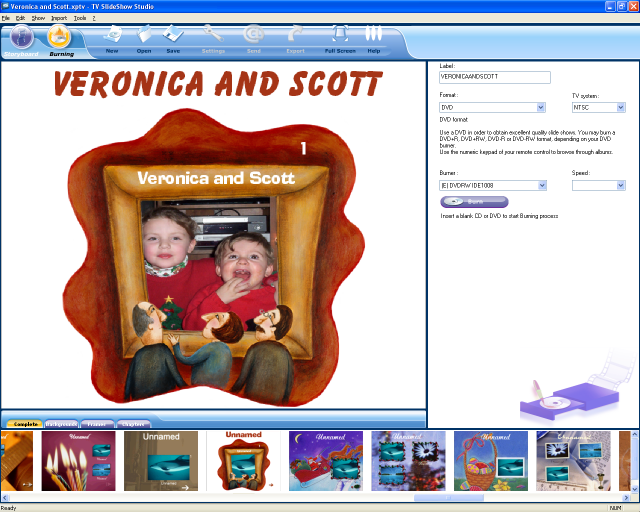 Veronica and Scott.xptv - TV SlideShow Studio
File Edit Show Import Tools ?
Storyboard Burning New Open Save Settings Send Export Full Screen Help
VERONICA AND SCOTT
1
Veronica and Scott
Label:
VERONICAANDSCOTT
Format: TV system:
DVD NTSC
DVD format
Use a DVD in order to obtain excellent quality slide shows. You may burn a
DVD+R, DVD+RW, DVD-R or DVD-RW format, depending on your DVD
burner.
Use the numeric keypad of your remote control to browse through albums.
Burner: Speed:
(E) DVDRW IDE1008
Burn
Insert a blank CD or DVD to start Burning process
Complete Backgrounds Frames Chapters
Unnamed Unnamed Unnamed Unnamed Unnamed Unnamed Unnamed
Ready NUM